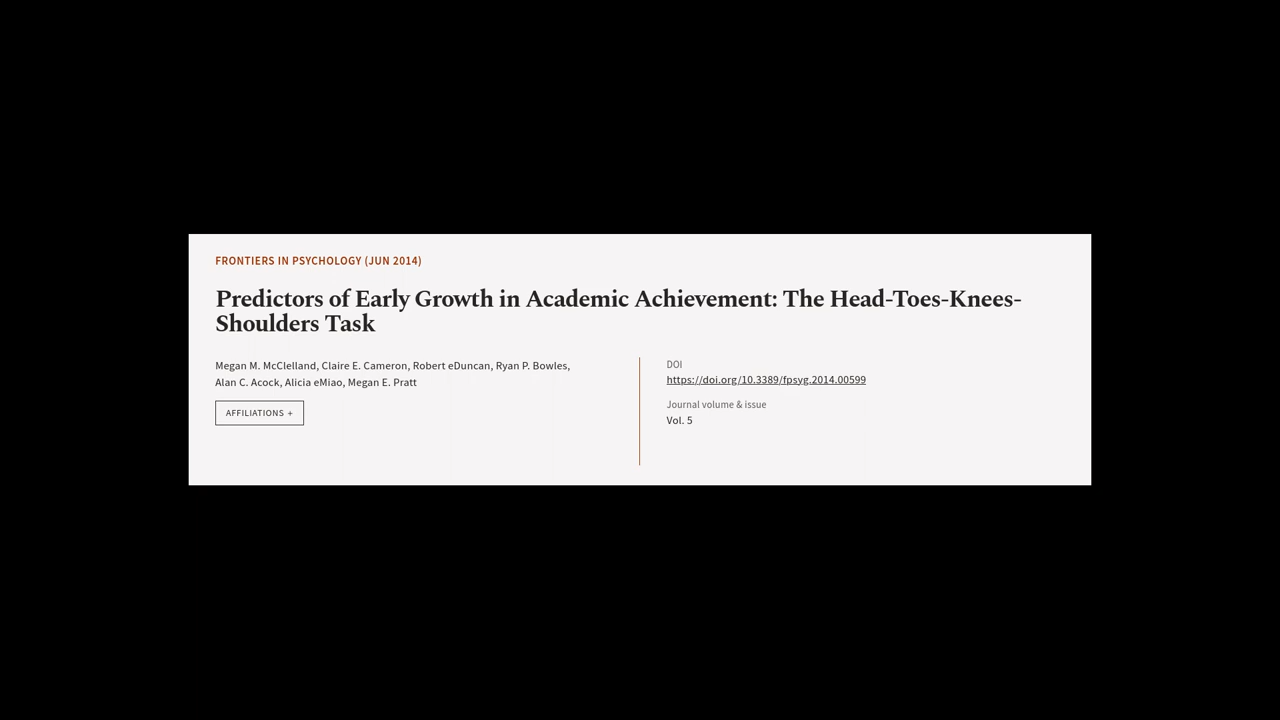 FRONTIERS IN PSYCHOLOGY (JUN 2014)
Predictors of Early Growth in Academic Achievement: The Head-Toes-Knees-
Shoulders Task
Megan M. McClelland, Claire E. Cameron, Robert eDuncan, Ryan P. Bowles,
Alan C. Acock, Alicia eMiao, Megan E. Pratt
AFFILIATIONS +
DOI
https://doi.org/10.3389/fpsyg.2014.00599
Journal volume & issue
Vol. 5